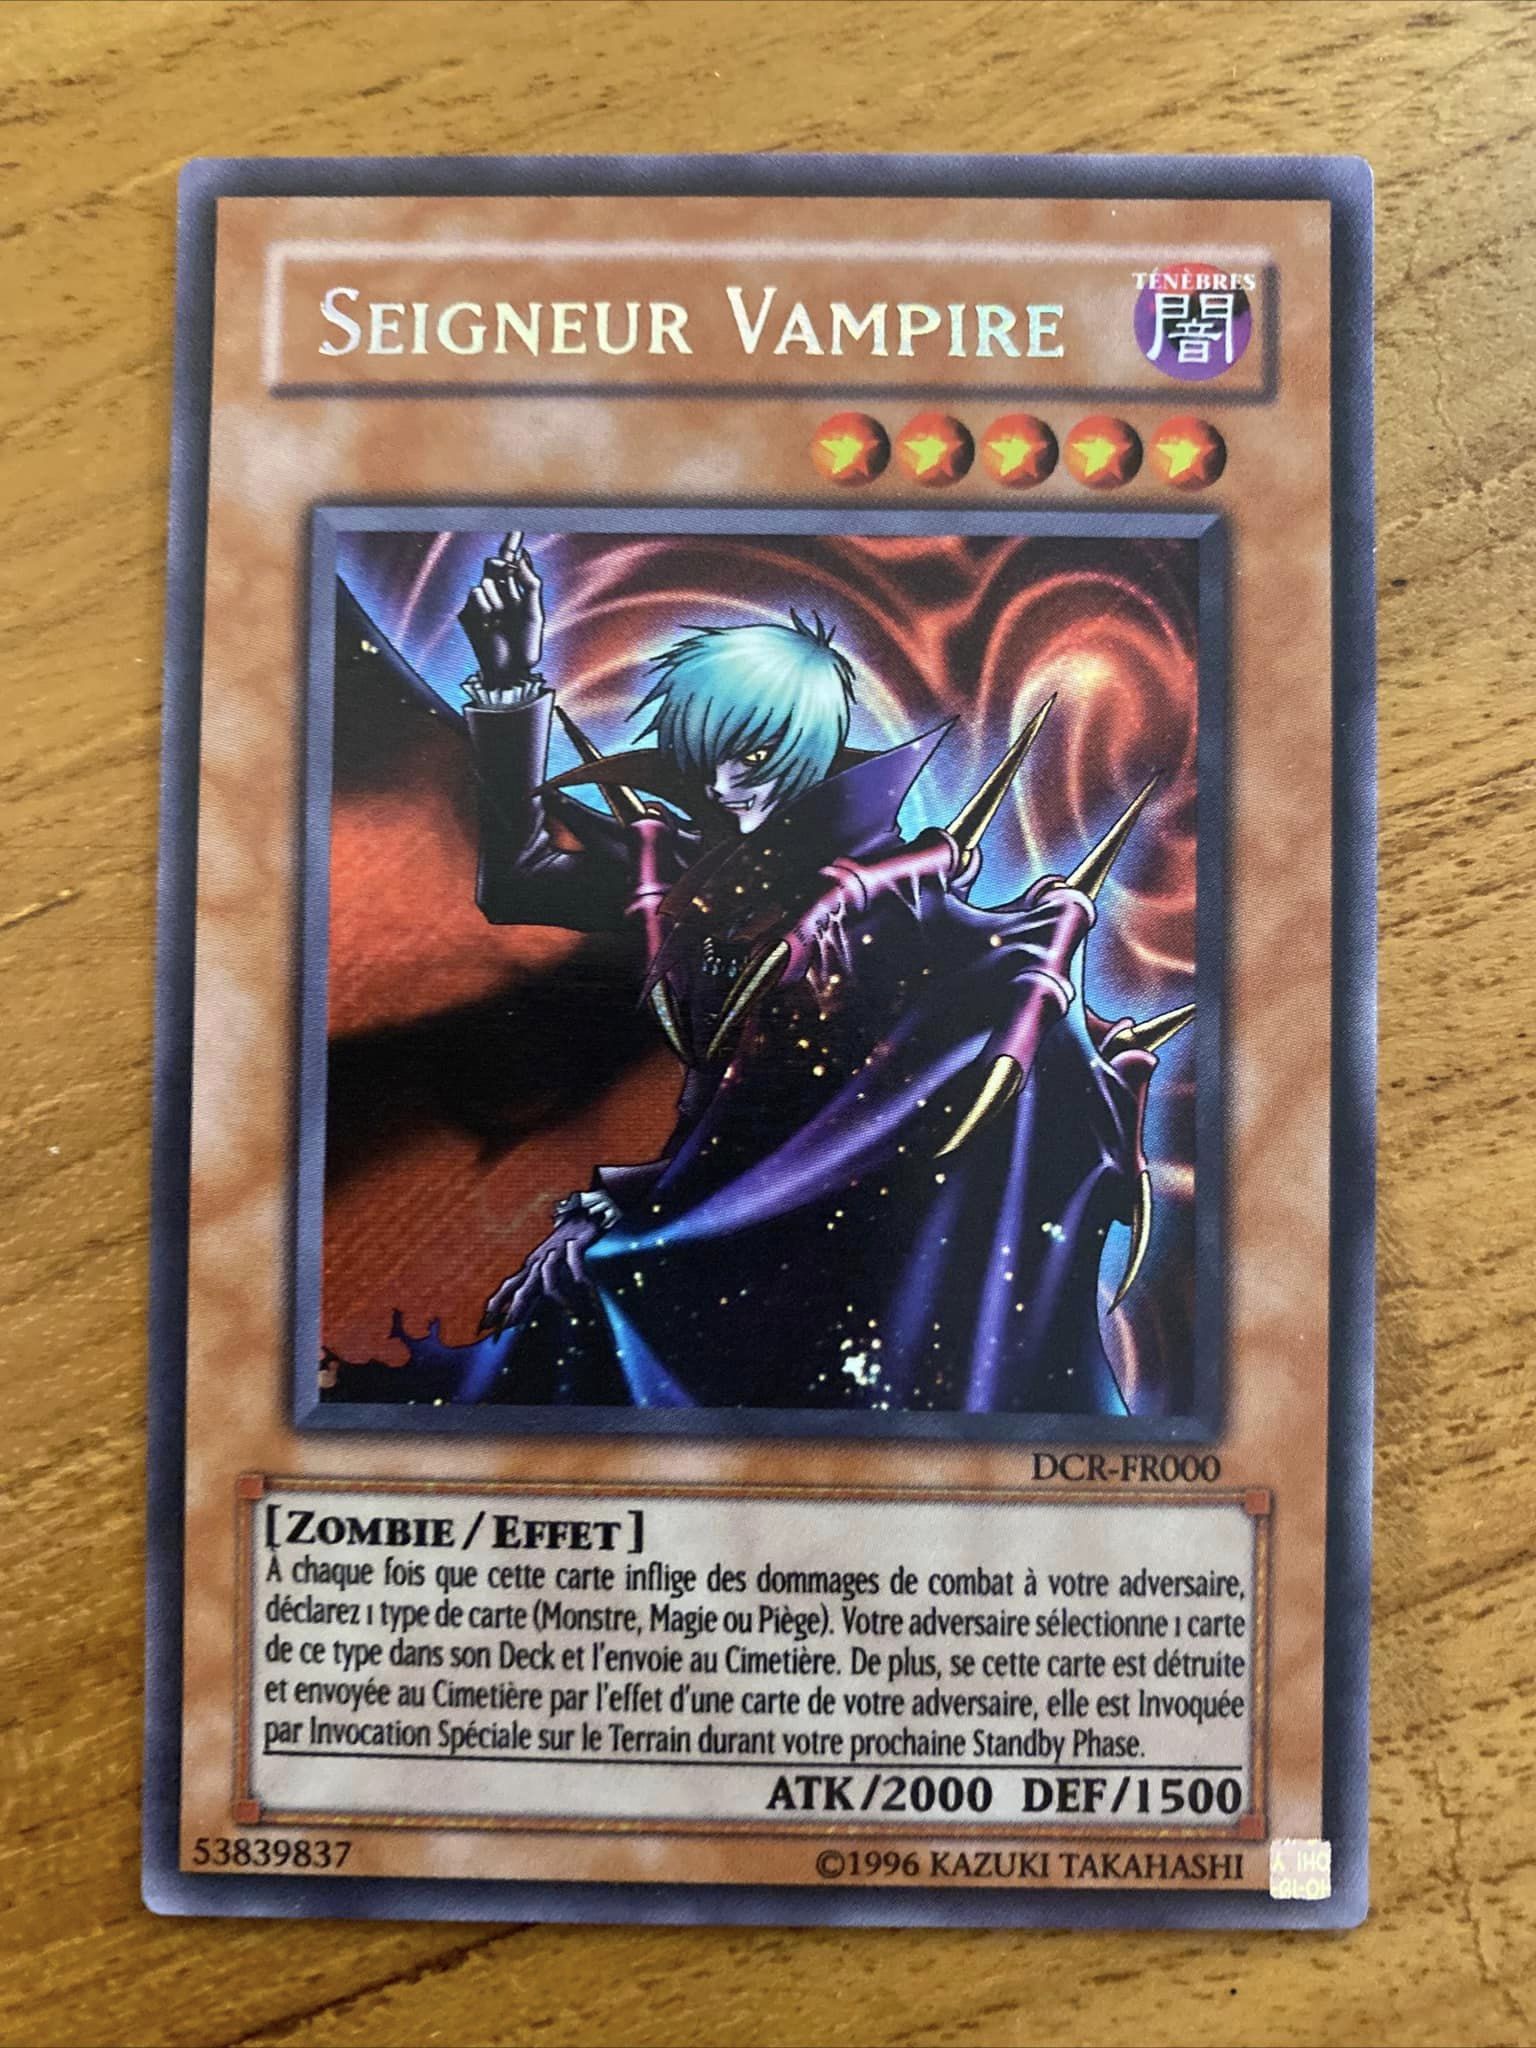 SEIGNEUR VAMPIRE
TÉNÈBRES
闇
DCR-FR000
[ZOMBIE/EFFET]
À chaque fois que cette carte inflige des dommages de combat à votre adversaire,
déclarez 1 type de carte (Monstre, Magie ou Piège). Votre adversaire sélectionne 1 carte
de ce type dans son Deck et l'envoie au Cimetière. De plus, se cette carte est détruite
et envoyée au Cimetière par l'effet d'une carte de votre adversaire, elle est Invoquée
par Invocation Spéciale sur le Terrain durant votre prochaine Standby Phase.
ATK/2000 DEF/1500
53839837
©1996 KAZUKI TAKAHASHI